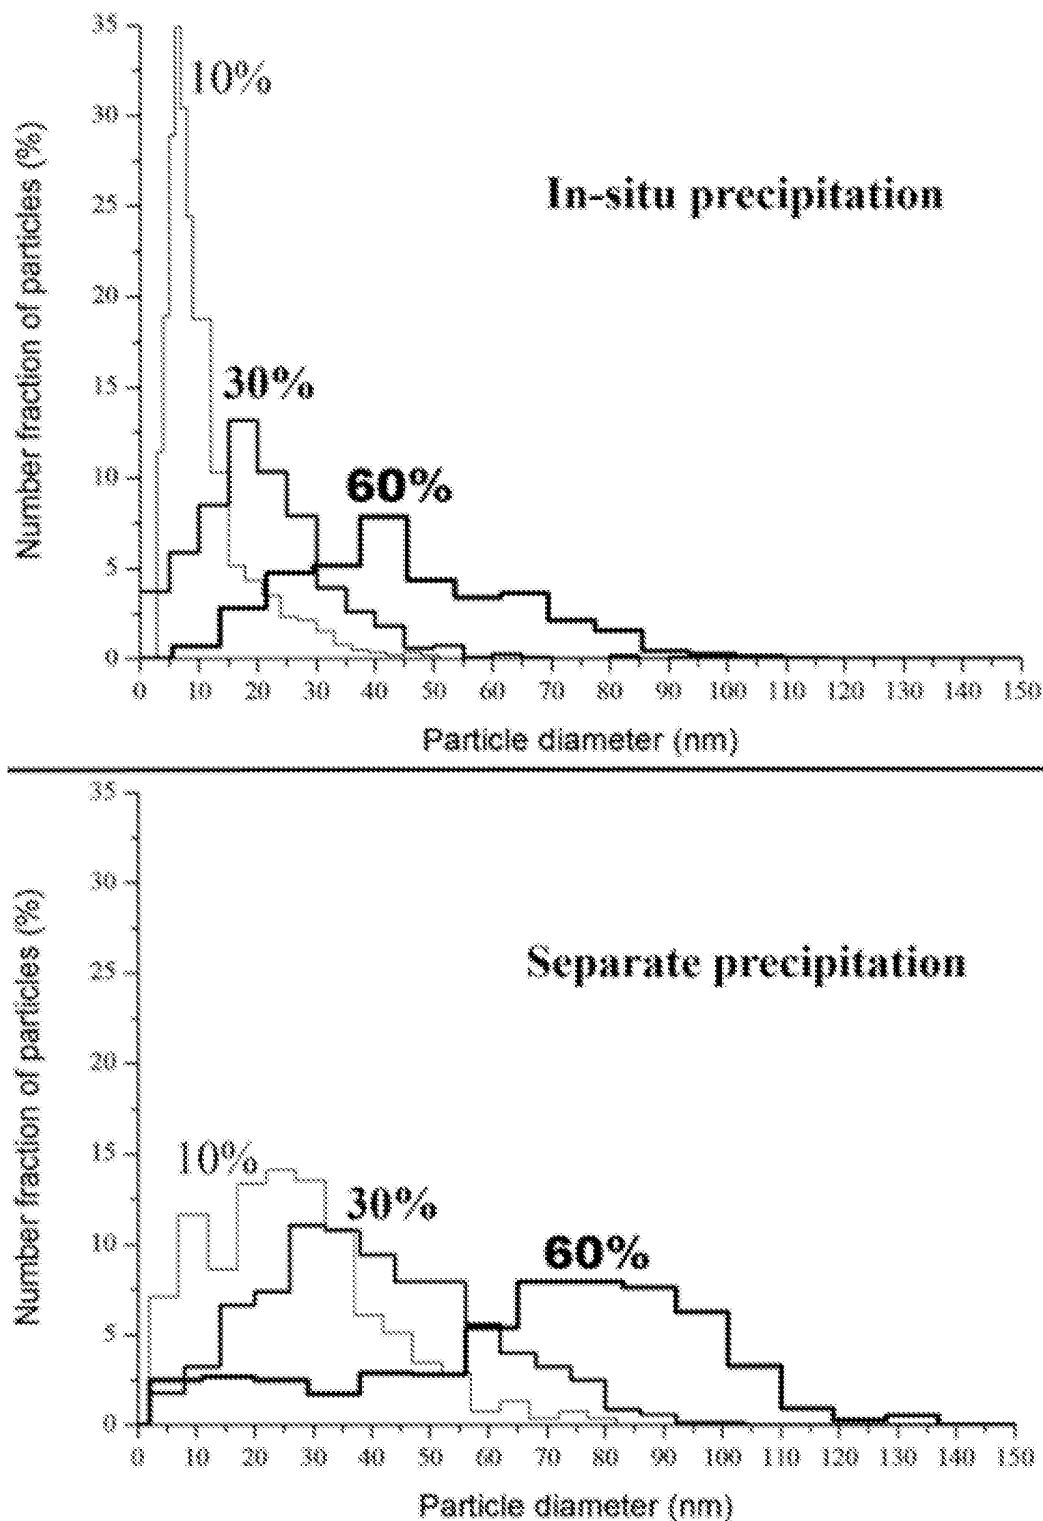 35
10%
30
Number fraction of particles (%)
In-situ precipitation
25
20
15
30%
10
60%
5
0
0 10 20 30 40 50 60 70 80 90 100 110 120 130 140 150
Particle diameter (nm)
35
30
Number fraction of particles (%)
Separate precipitation
25
20
15
10%
30%
10
60%
5
0
0 10 20 30 40 50 60 70 80 90 100 110 120 130 140 150
Particle diameter (nm)